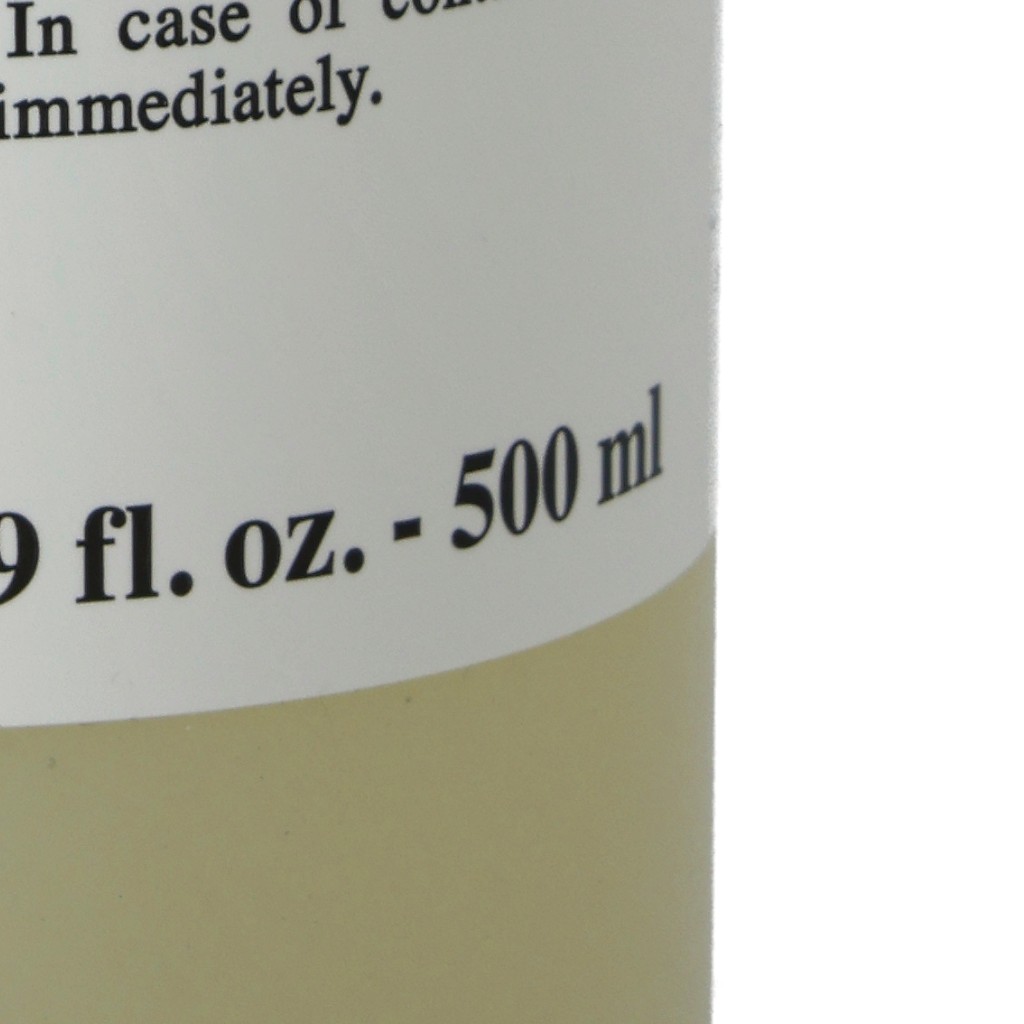 In case of
immediately.
9 fl. oz. - 500 ml